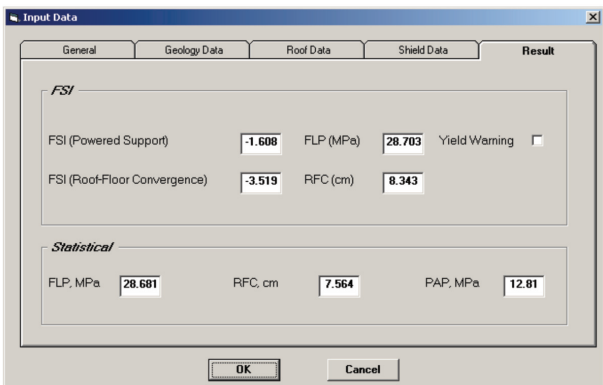 Input Data
General Geology Data Roof Data Shield Data Result
FSI
FSI (Powered Support) -1.608 FLP (MPa) 28.703 Yield Warning
FSI (Roof-Floor Convergence) -3.519 RFC (cm) 8.343
Statistical
FLP, MPa 28.681 RFC, cm 7.564 PAP, MPa 12.81
OK Cancel